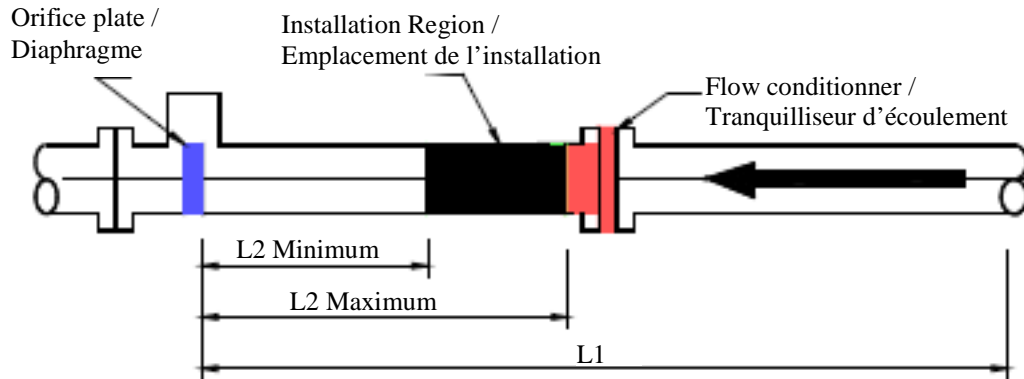 Orifice plate /
Diaphragme
Installation Region /
Emplacement de l’installation
Flow conditionner /
Tranquilliseur d’écoulement
L2 Minimum
L2 Maximum
L1